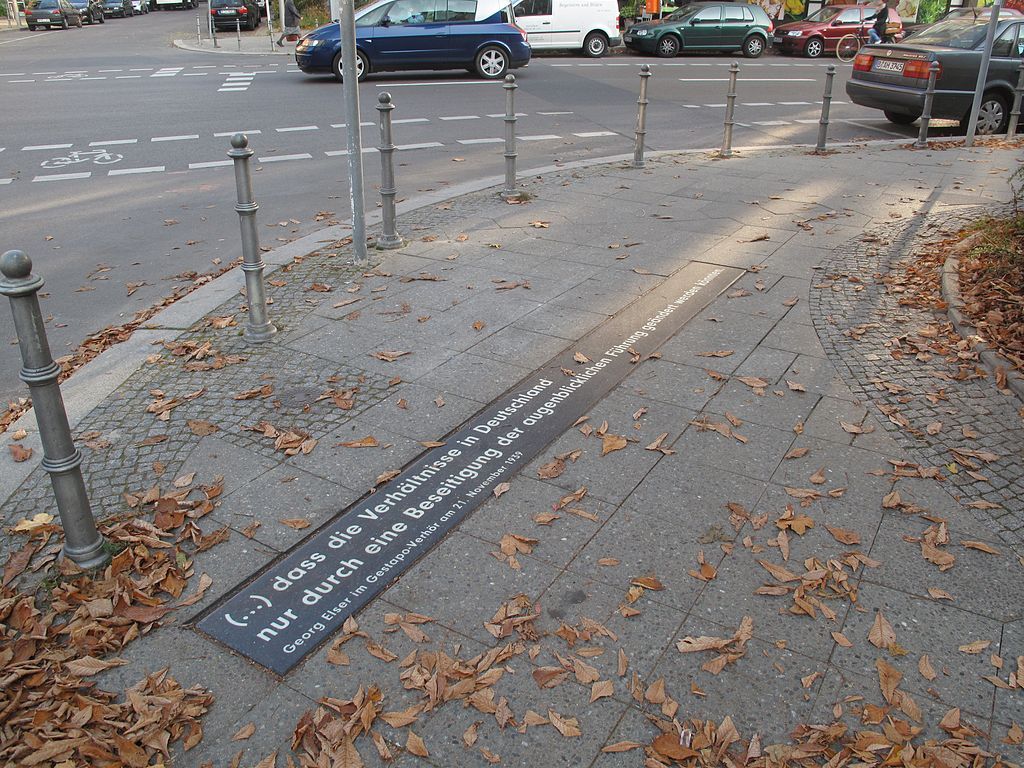 (...) dass die Verhältnisse in Deutschland
nur durch eine Beseitigung der augenblicklichen Führung geändert werden könnten
Georg Elser im Gestapo-Verhör am 21. November 1939